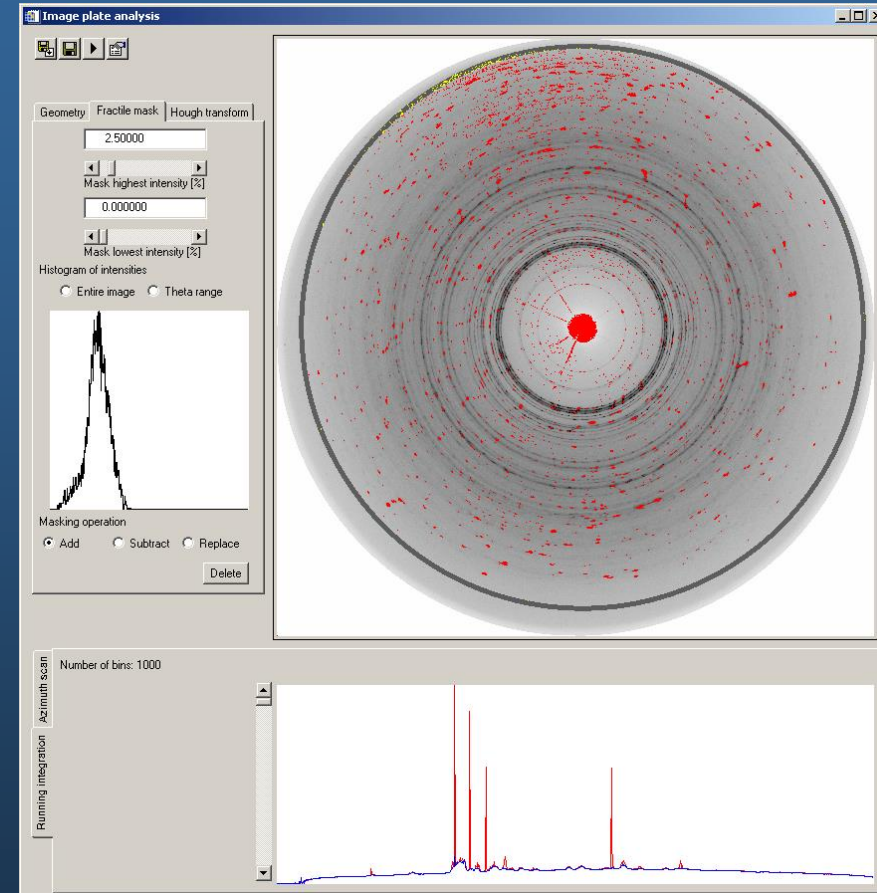 Image plate analysis
Geometry Fractile mask Hough transform
2.50000
Mask highest intensity [%]
0.000000
Mask lowest intensity [%]
Histogram of intensities
Entire image Theta range
Masking operation
Add Subtract Replace
Delete
Azimuth scan
Running integration
Number of bins: 1000